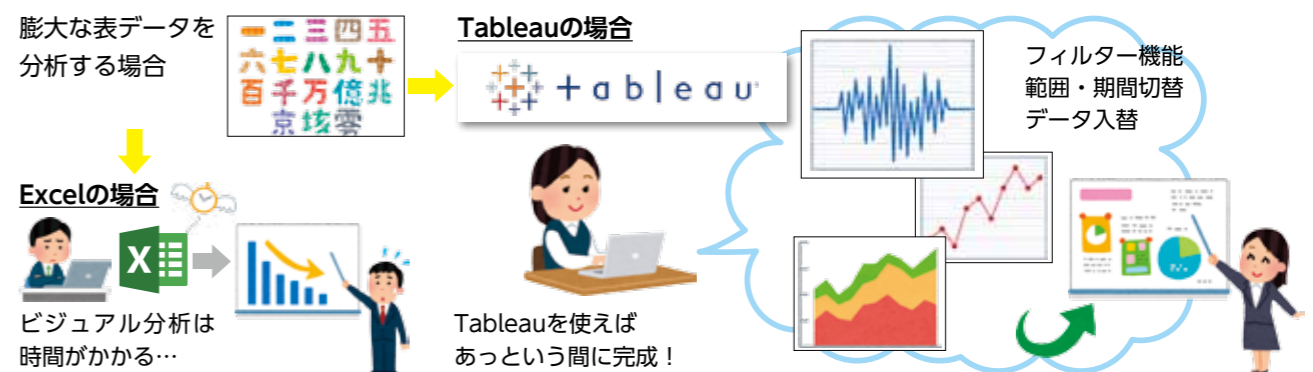 膨大な表データを
分析する場合
一二三四五
六七八九十
百千万億兆
京垓零
Tableauの場合
+ a b l e a u
フィルター機能
範囲・期間切替
データ入替
Excelの場合
X
ビジュアル分析は
時間がかかる…
Tableauを使えば
あっという間に完成！